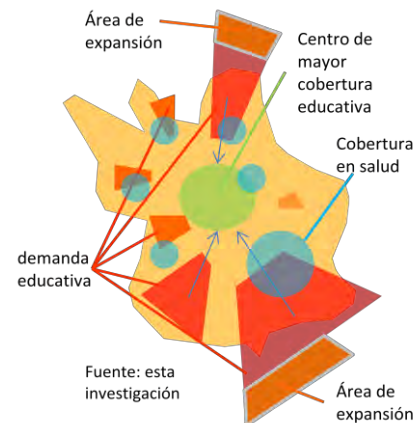 Área de
expansión
Centro de
mayor
cobertura
educativa
Cobertura
en salud
demanda
educativa
Fuente: esta
investigación
Área de
expansión